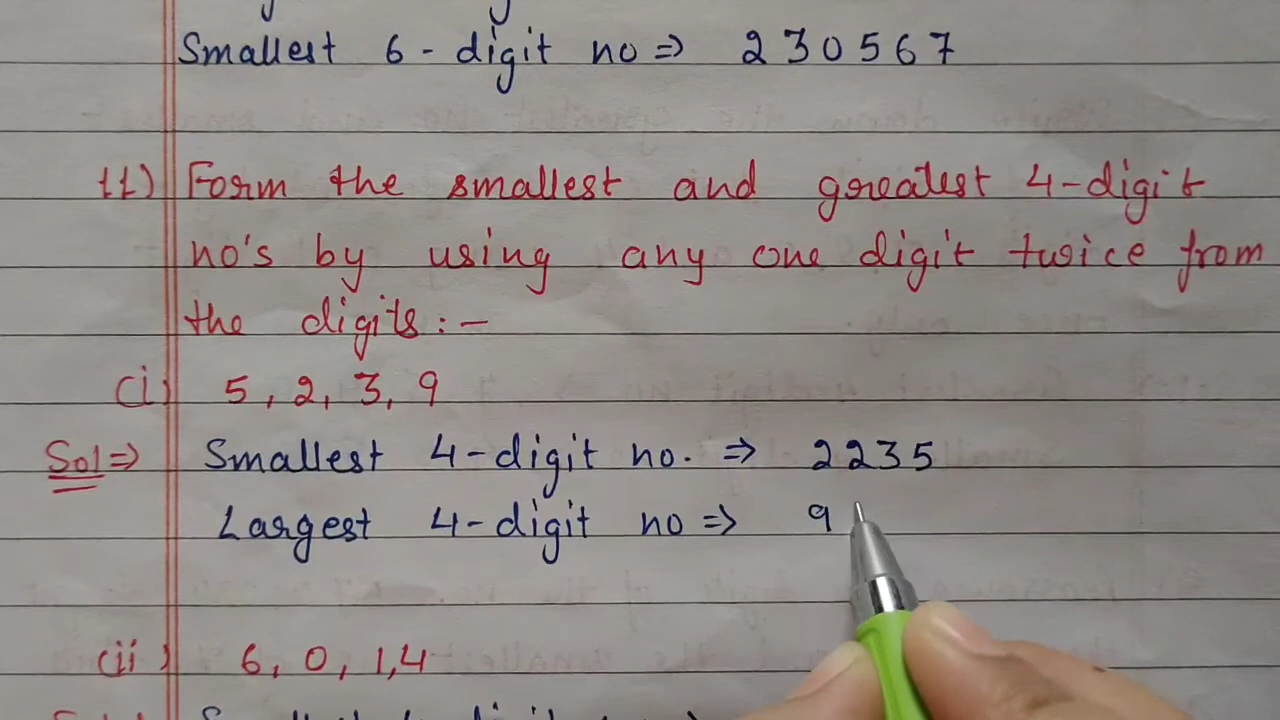 Smallest 6-digit no ⇒ 230567
11) Form the smallest and greatest 4-digit
no's by using any one digit twice from
the digits:-
(i) 5, 2, 3, 9
Sol⇒ Smallest 4-digit no. ⇒ 2235
Largest 4-digit no ⇒ 9
(ii) 6, 0, 1, 4